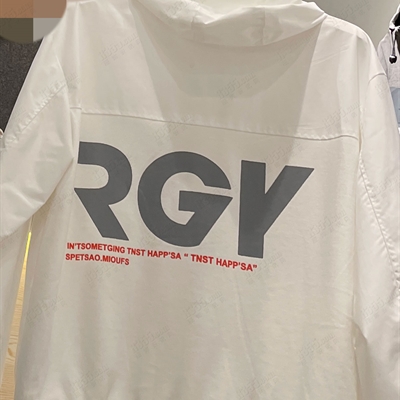 RGY
IN'TSOMETGING TNST HAPP'SA " TNST HAPP'SA"
SPETSAO.MIOUFS